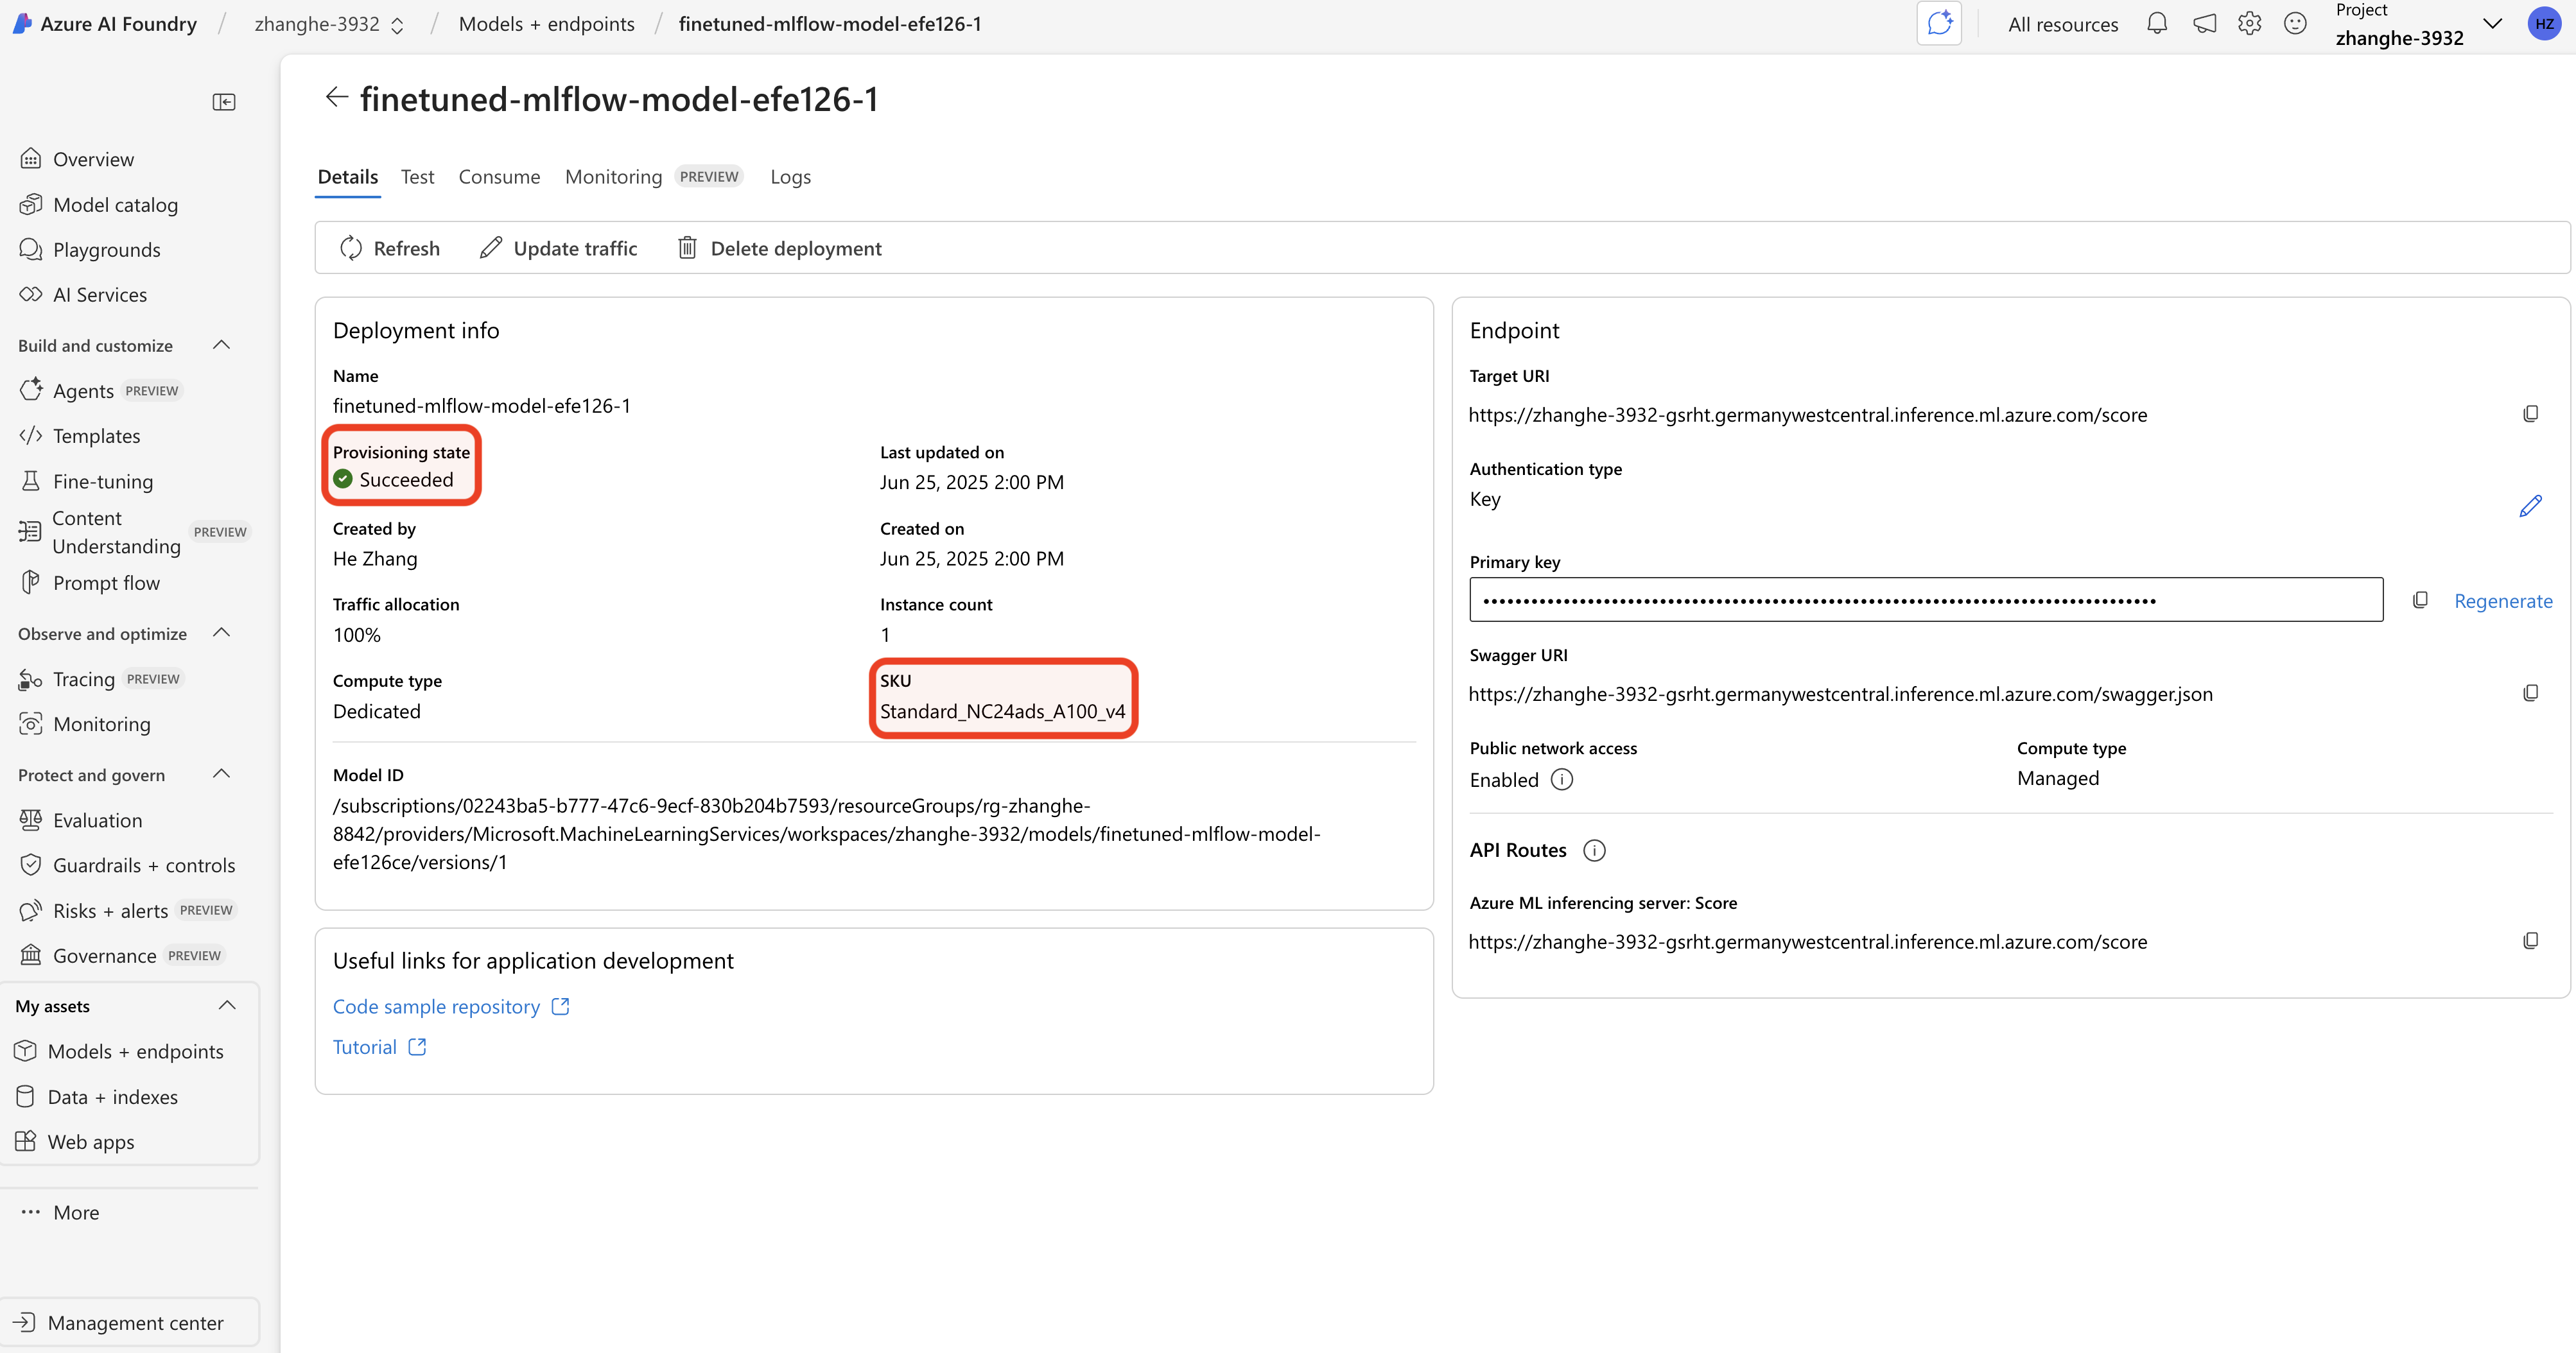 Azure AI Foundry / zhanghe-3932 / Models + endpoints / finetuned-mlflow-model-efe126-1
All resources
Project
zhanghe-3932
HZ
Overview
Model catalog
Playgrounds
AI Services
Build and customize
Agents PREVIEW
Templates
Fine-tuning
Content
Understanding PREVIEW
Prompt flow
Observe and optimize
Tracing PREVIEW
Monitoring
Protect and govern
Evaluation
Guardrails + controls
Risks + alerts PREVIEW
Governance PREVIEW
My assets
Models + endpoints
Data + indexes
Web apps
More
Management center
finetuned-mlflow-model-efe126-1
Details Test Consume Monitoring PREVIEW Logs
Refresh Update traffic Delete deployment
Deployment info
Name
finetuned-mlflow-model-efe126-1
Provisioning state
Succeeded
Last updated on
Jun 25, 2025 2:00 PM
Created by
He Zhang
Created on
Jun 25, 2025 2:00 PM
Traffic allocation
100%
Instance count
1
Compute type
Dedicated
SKU
Standard_NC24ads_A100_v4
Model ID
/subscriptions/02243ba5-b777-47c6-9ecf-830b204b7593/resourceGroups/rg-zhanghe-
8842/providers/Microsoft.MachineLearningServices/workspaces/zhanghe-3932/models/finetuned-mlflow-model-
efe126ce/versions/1
Useful links for application development
Code sample repository
Tutorial
Endpoint
Target URI
https://zhanghe-3932-gsrht.germanywestcentral.inference.ml.azure.com/score
Authentication type
Key
Primary key
Regenerate
Swagger URI
https://zhanghe-3932-gsrht.germanywestcentral.inference.ml.azure.com/swagger.json
Public network access
Enabled
Compute type
Managed
API Routes
Azure ML inferencing server: Score
https://zhanghe-3932-gsrht.germanywestcentral.inference.ml.azure.com/score